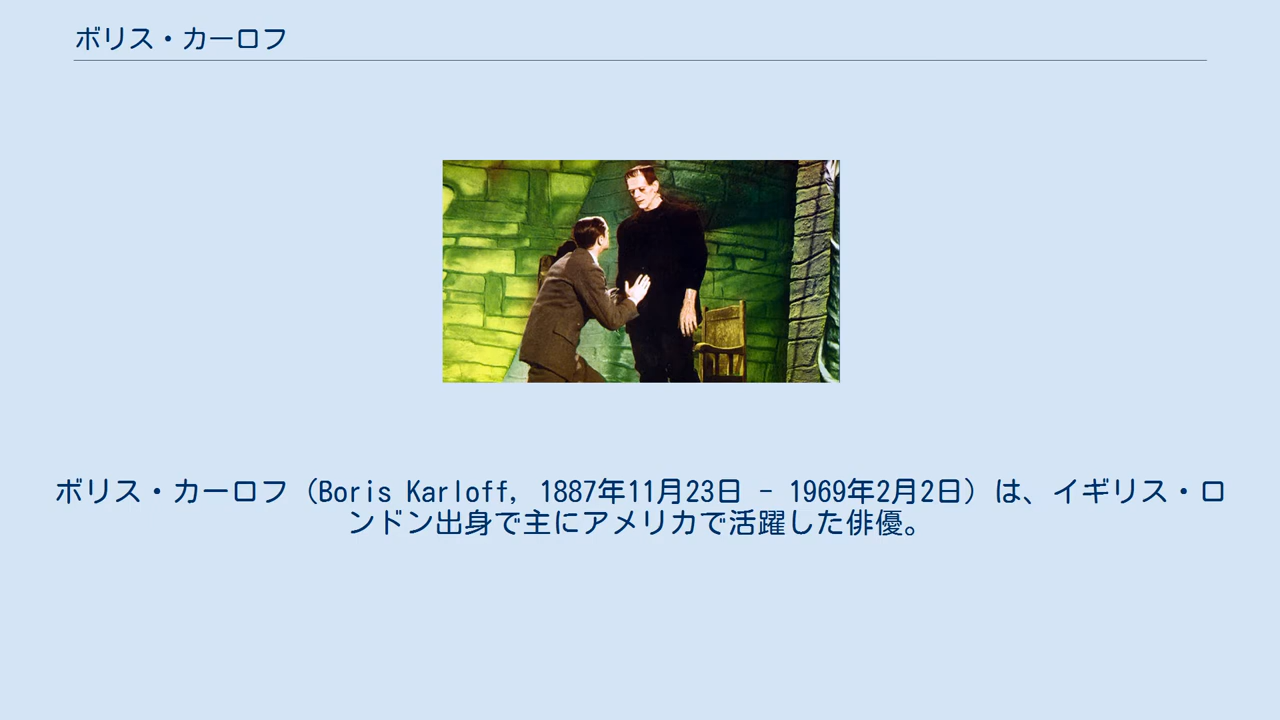 ボリス・カーロフ
ボリス・カーロフ（Boris Karloff, 1887年11月23日 - 1969年2月2日）は、イギリス・ロ
ンドン出身で主にアメリカで活躍した俳優。